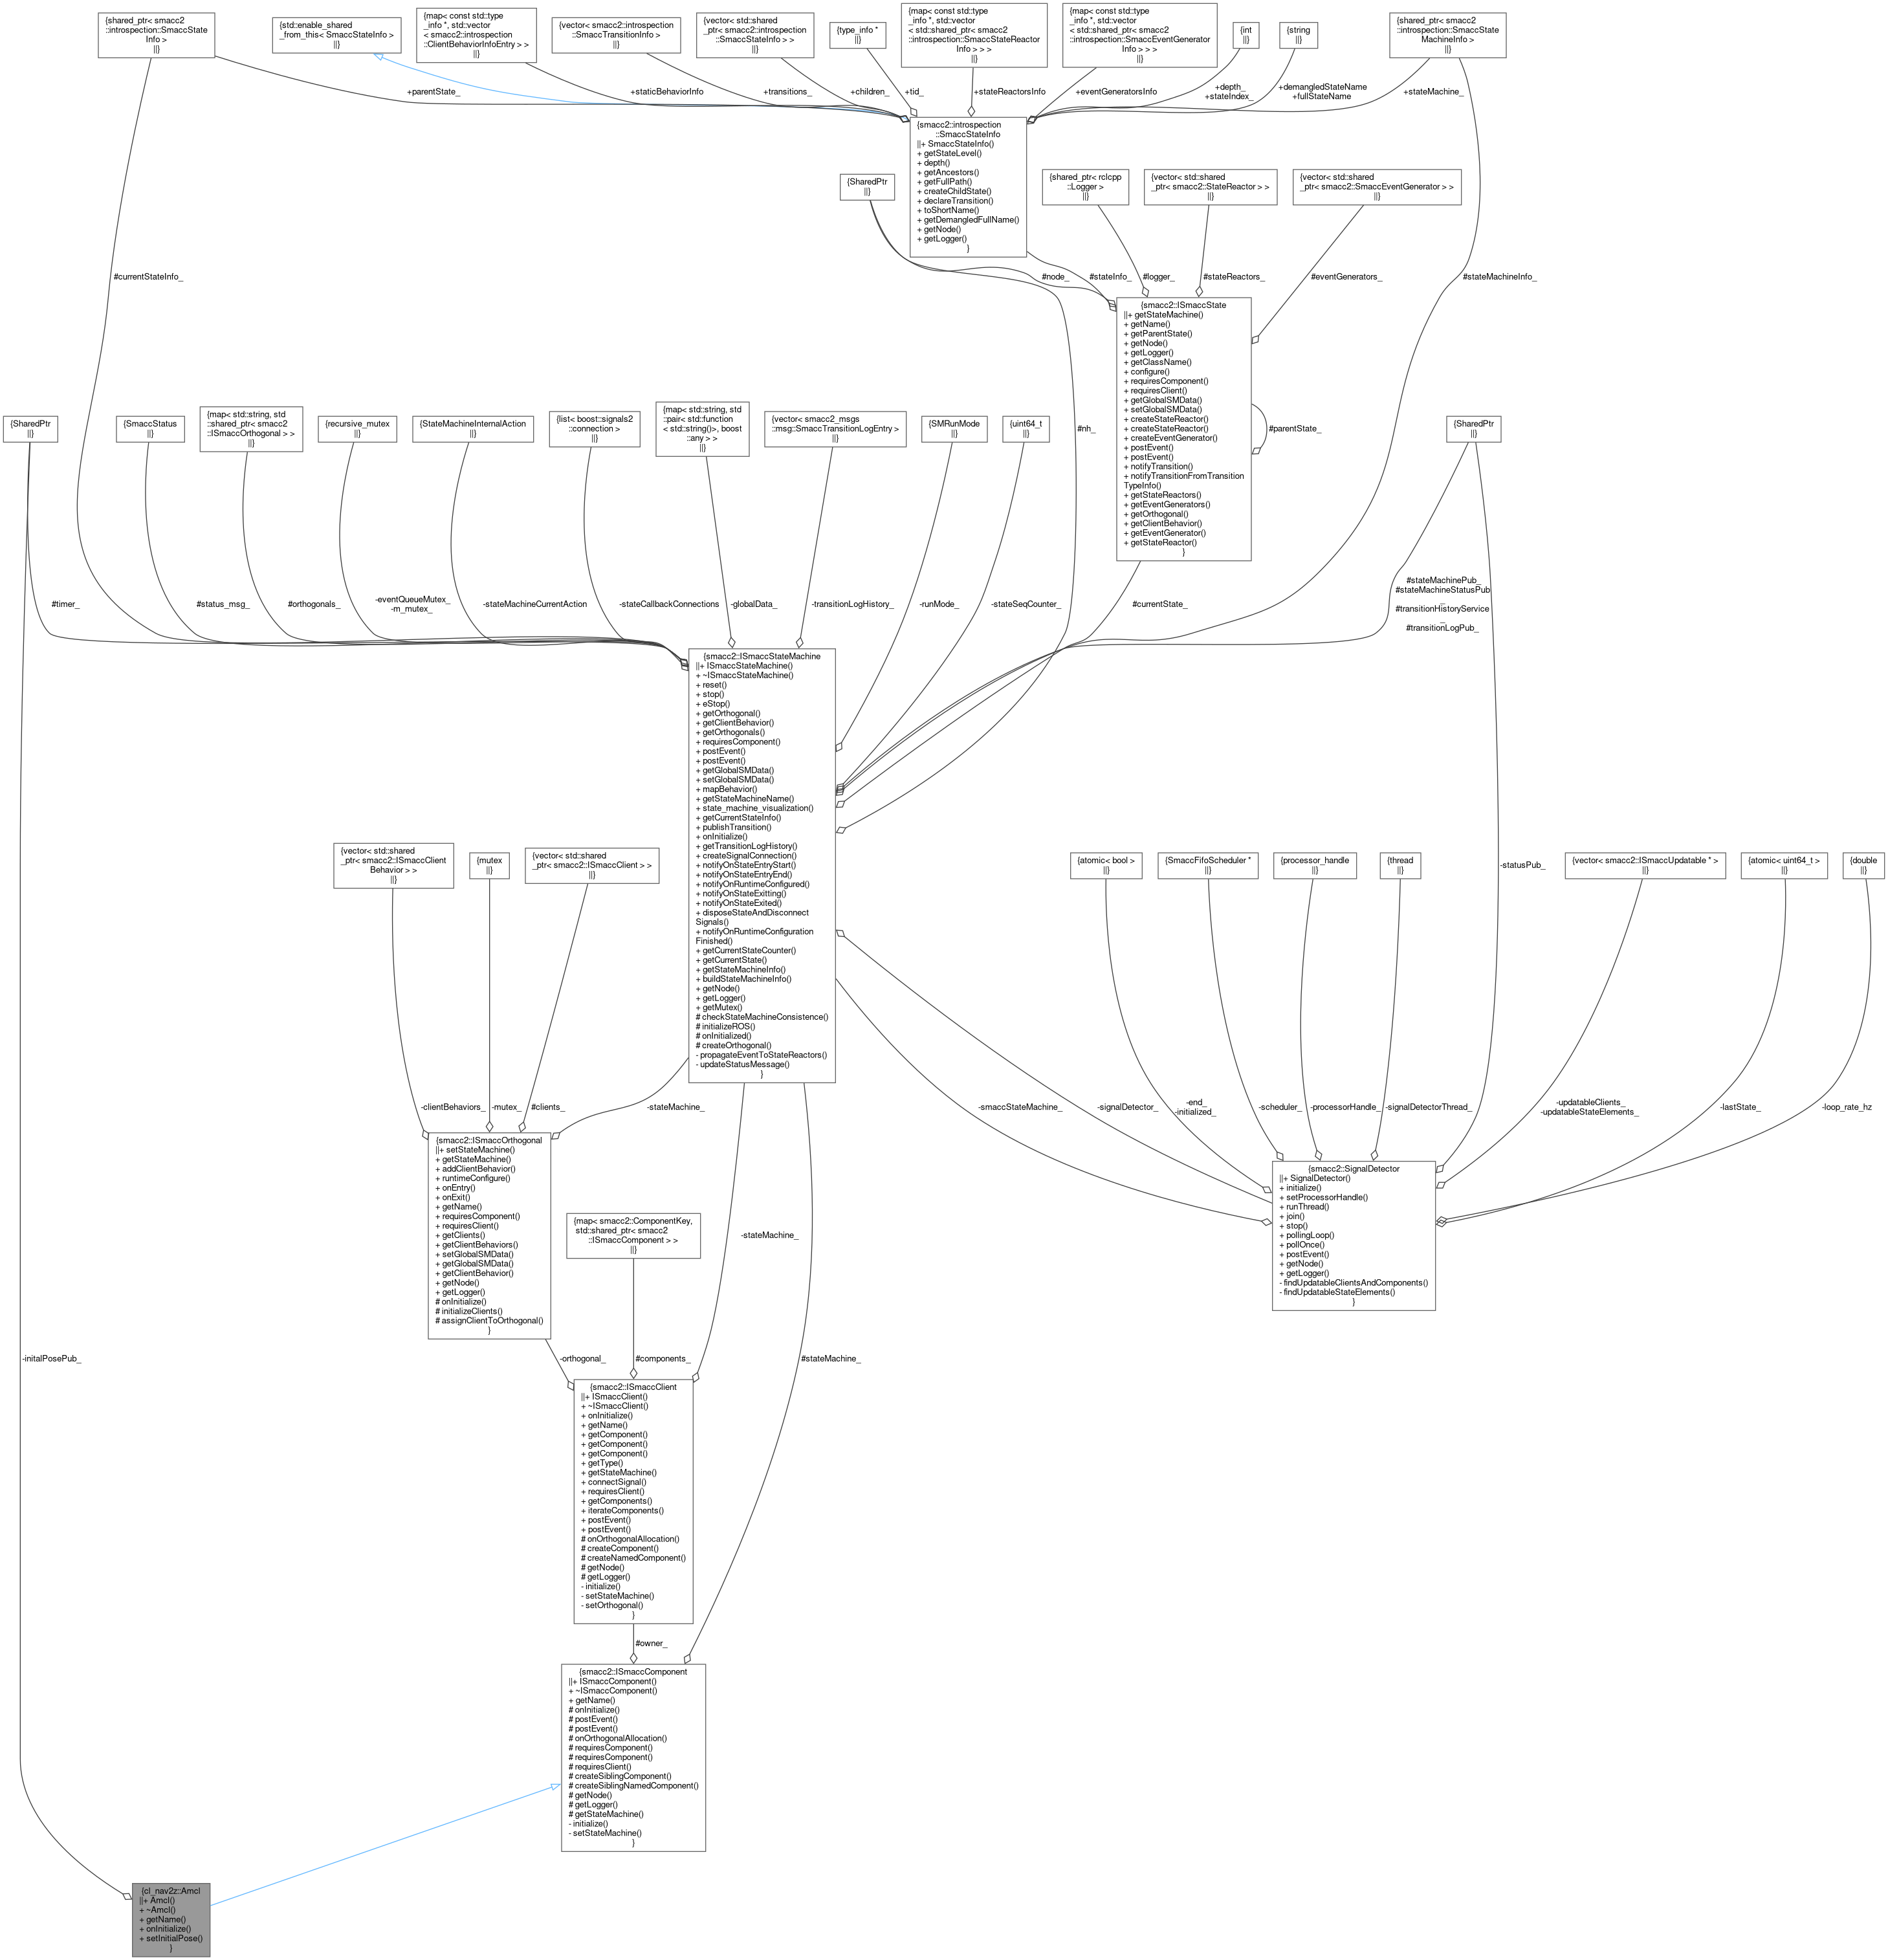 {shared_ptr< smacc2
::introspection::SmaccState
Info >
||}
{std::enable_shared
_from_this< SmaccStateInfo >
||}
{map< const std::type
_info *, std::vector
< smacc2::introspection
::ClientBehaviorInfoEntry > >
||}
{vector< smacc2::introspection
::SmaccTransitionInfo >
||}
{vector< std::shared
_ptr< smacc2::introspection
::SmaccStateInfo > >
||}
{type_info *
||}
{map< const std::type
_info *, std::vector
< std::shared_ptr< smacc2
::introspection::SmaccStateReactor
Info > > >
||}
{map< const std::type
_info *, std::vector
< std::shared_ptr< smacc2
::introspection::SmaccEventGenerator
Info > > >
||}
{int
||}
{string
||}
{shared_ptr< smacc2
::introspection::SmaccState
MachineInfo >
||}
+parentState_
+staticBehaviorInfo
+transitions_
+children_
+tid_
+stateReactorsInfo
+eventGeneratorsInfo
+depth_
+stateIndex_
+demangledStateName
+fullStateName
+stateMachine_
{smacc2::introspection
::SmaccStateInfo
||+ SmaccStateInfo()
+ getStateLevel()
+ depth()
+ getAncestors()
+ getFullPath()
+ createChildState()
+ declareTransition()
+ toShortName()
+ getDemangledFullName()
+ getNode()
+ getLogger()
}
{SharedPtr
||}
{shared_ptr< rclcpp
::Logger >
||}
{vector< std::shared
_ptr< smacc2::StateReactor > >
||}
{vector< std::shared
_ptr< smacc2::SmaccEventGenerator > >
||}
#currentStateInfo_
#node_
#stateInfo_
#logger_
#stateReactors_
#eventGenerators_
#stateMachineInfo_
{smacc2::ISmaccState
||+ getStateMachine()
+ getName()
+ getParentState()
+ getNode()
+ getLogger()
+ getClassName()
+ configure()
+ requiresComponent()
+ requiresClient()
+ getGlobalSMData()
+ setGlobalSMData()
+ createStateReactor()
+ createStateReactor()
+ createEventGenerator()
+ postEvent()
+ postEvent()
+ notifyTransition()
+ notifyTransitionFromTransition
TypeInfo()
+ getStateReactors()
+ getEventGenerators()
+ getOrthogonal()
+ getClientBehavior()
+ getEventGenerator()
+ getStateReactor()
}
#parentState_
{SharedPtr
||}
{SmaccStatus
||}
{map< std::string, std
::shared_ptr< smacc2
::ISmaccOrthogonal > >
||}
{recursive_mutex
||}
{StateMachineInternalAction
||}
{list< boost::signals2
::connection >
||}
{map< std::string, std
::pair< std::function
< std::string()>, boost
::any > >
||}
{vector< smacc2_msgs
::msg::SmaccTransitionLogEntry >
||}
{SMRunMode
||}
{uint64_t
||}
#nh_
{SharedPtr
||}
#timer_
#status_msg_
#orthogonals_
-eventQueueMutex_
-m_mutex_
-stateMachineCurrentAction
-stateCallbackConnections
-globalData_
-transitionLogHistory_
-runMode_
-stateSeqCounter_
#currentState_
#stateMachinePub_
#stateMachineStatusPub
_
#transitionHistoryService
_
#transitionLogPub_
{smacc2::ISmaccStateMachine
||+ ISmaccStateMachine()
+ ~ISmaccStateMachine()
+ reset()
+ stop()
+ eStop()
+ getOrthogonal()
+ getClientBehavior()
+ getOrthogonals()
+ requiresComponent()
+ postEvent()
+ postEvent()
+ getGlobalSMData()
+ setGlobalSMData()
+ mapBehavior()
+ getStateMachineName()
+ state_machine_visualization()
+ getCurrentStateInfo()
+ publishTransition()
+ onInitialize()
+ getTransitionLogHistory()
+ createSignalConnection()
+ notifyOnStateEntryStart()
+ notifyOnStateEntryEnd()
+ notifyOnRuntimeConfigured()
+ notifyOnStateExitting()
+ notifyOnStateExited()
+ disposeStateAndDisconnect
Signals()
+ notifyOnRuntimeConfiguration
Finished()
+ getCurrentStateCounter()
+ getCurrentState()
+ getStateMachineInfo()
+ buildStateMachineInfo()
+ getNode()
+ getLogger()
+ getMutex()
# checkStateMachineConsistence()
# initializeROS()
# onInitialized()
# createOrthogonal()
- propagateEventToStateReactors()
- updateStatusMessage()
}
{vector< std::shared
_ptr< smacc2::ISmaccClient
Behavior > >
||}
{mutex
||}
{vector< std::shared
_ptr< smacc2::ISmaccClient > >
||}
{atomic< bool >
||}
{SmaccFifoScheduler *
||}
{processor_handle
||}
{thread
||}
-statusPub_
{vector< smacc2::ISmaccUpdatable * >
||}
{atomic< uint64_t >
||}
{double
||}
-clientBehaviors_
-mutex_
#clients_
-stateMachine_
-smaccStateMachine_
-signalDetector_
-end_
-initialized_
-scheduler_
-processorHandle_
-signalDetectorThread_
-updatableClients_
-updatableStateElements_
-lastState_
-loop_rate_hz
{smacc2::ISmaccOrthogonal
||+ setStateMachine()
+ getStateMachine()
+ addClientBehavior()
+ runtimeConfigure()
+ onEntry()
+ onExit()
+ getName()
+ requiresComponent()
+ requiresClient()
+ getClients()
+ getClientBehaviors()
+ setGlobalSMData()
+ getGlobalSMData()
+ getClientBehavior()
+ getNode()
+ getLogger()
# onInitialize()
# initializeClients()
# assignClientToOrthogonal()
}
{smacc2::SignalDetector
||+ SignalDetector()
+ initialize()
+ setProcessorHandle()
+ runThread()
+ join()
+ stop()
+ pollingLoop()
+ pollOnce()
+ postEvent()
+ getNode()
+ getLogger()
- findUpdatableClientsAndComponents()
- findUpdatableStateElements()
}
{map< smacc2::ComponentKey,
std::shared_ptr< smacc2
::ISmaccComponent > >
||}
-stateMachine_
-initalPosePub_
-orthogonal_
#components_
#stateMachine_
{smacc2::ISmaccClient
||+ ISmaccClient()
+ ~ISmaccClient()
+ onInitialize()
+ getName()
+ getComponent()
+ getComponent()
+ getComponent()
+ getType()
+ getStateMachine()
+ connectSignal()
+ requiresClient()
+ getComponents()
+ iterateComponents()
+ postEvent()
+ postEvent()
# onOrthogonalAllocation()
# createComponent()
# createNamedComponent()
# getNode()
# getLogger()
- initialize()
- setStateMachine()
- setOrthogonal()
}
#owner_
{smacc2::ISmaccComponent
||+ ISmaccComponent()
+ ~ISmaccComponent()
+ getName()
# onInitialize()
# postEvent()
# postEvent()
# onOrthogonalAllocation()
# requiresComponent()
# requiresComponent()
# requiresClient()
# createSiblingComponent()
# createSiblingNamedComponent()
# getNode()
# getLogger()
# getStateMachine()
- initialize()
- setStateMachine()
}
{cl_nav2z::Amcl
||+ Amcl()
+ ~Amcl()
+ getName()
+ onInitialize()
+ setInitialPose()
}